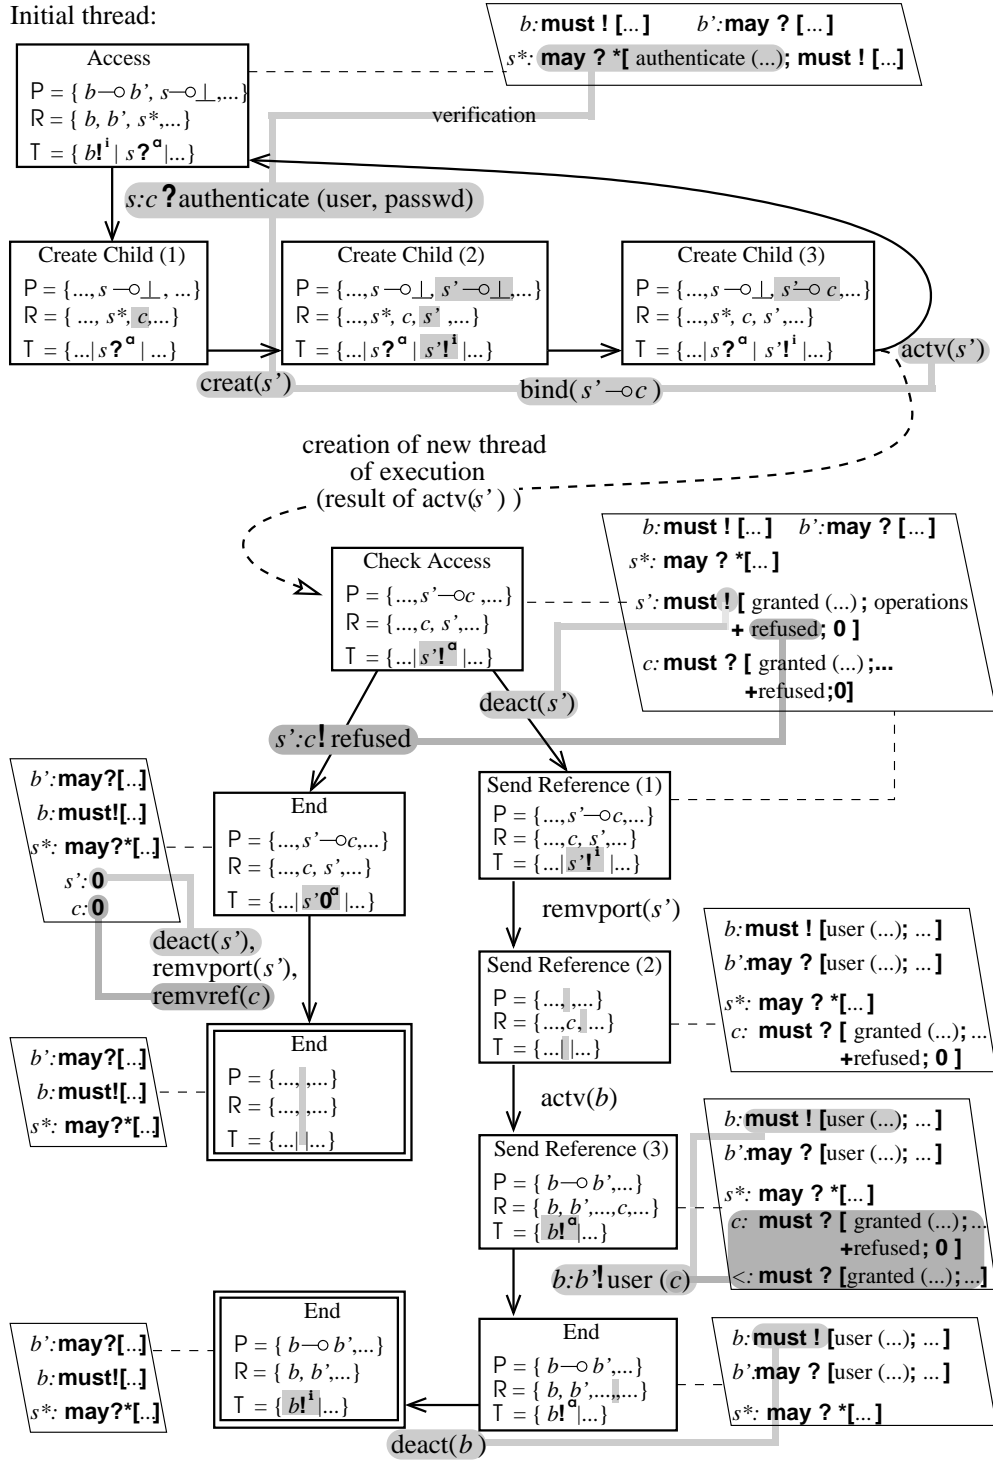 Initial thread:
b:must ! [...] b':may ? [...]
s*: may ? *[ authenticate (...); must ! [...]
Access
P = { b—o b', s—o⊥,...}
R = { b, b', s*,...}
T = { b!ⁱ | s?ᵃ |...}
verification
s:c ? authenticate (user, passwd)
Create Child (1)
P = {...,s —o⊥, ...}
R = { ..., s*, c,...}
T = {...| s?ᵃ | ...}
Create Child (2)
P = {...,s —o⊥, s' —o⊥,...}
R = {...,s*, c, s' ,...}
T = {...| s?ᵃ | s'!ⁱ |...}
Create Child (3)
P = {...,s —o⊥, s'—o c,...}
R = {...,s*, c, s',...}
T = {...| s?ᵃ | s'!ⁱ |...}
actv(s')
creat(s')
bind(s' —o c )
creation of new thread
of execution
(result of actv(s') )
b:must ! [...] b':may ? [...]
s*: may ? *[... ]
s': must ! [ granted (...) ; operations
+ refused; 0 ]
c: must ? [ granted (...) ;...
+refused;0]
Check Access
P = {...,s'—oc ,...}
R = {...,c, s',...}
T = {...| s'!ᵃ |...}
deact(s')
s':c! refused
b':may?[...]
b:must![...]
s*: may?*[...]
s': 0
c: 0
End
P = {...,s'—oc,...}
R = {...,c, s',...}
T = {...| s'0ᵃ |...}
Send Reference (1)
P = {...,s'—oc,...}
R = {...,c, s',...}
T = {...| s'!ⁱ |...}
remvport(s')
deact(s'),
remvport(s'),
remvref(c)
Send Reference (2)
P = {..., ,...}
R = {...,c, ...}
T = {...| |...}
b:must ! [user (...); ...]
b':may ? [user (...); ...]
s*: may ? *[...]
c: must ? [ granted (...); ...
+refused; 0 ]
b':may?[...]
b:must![...]
s*: may?*[...]
End
P = {..., ,...}
R = {..., ,...}
T = {...| |...}
actv(b)
Send Reference (3)
P = { b—o b',...}
R = { b, b',...,c,...}
T = { b!ᵃ |...}
b:must ! [user (...); ...]
b':may ? [user (...); ...]
s*: may ? *[...]
c: must ? [ granted (...); ...
+refused; 0 ]
<: must ? [granted (...); ...]
b:b'! user (c)
b':may?[...]
b:must![...]
s*: may?*[...]
End
P = { b—o b',...}
R = { b, b',...}
T = { b!ⁱ |...}
End
P = { b—o b',...}
R = { b, b',...,,...}
T = { b!ᵃ |...}
b:must ! [user (...); ...]
b':may ? [user (...); ...]
s*: may ? *[...]
deact(b)